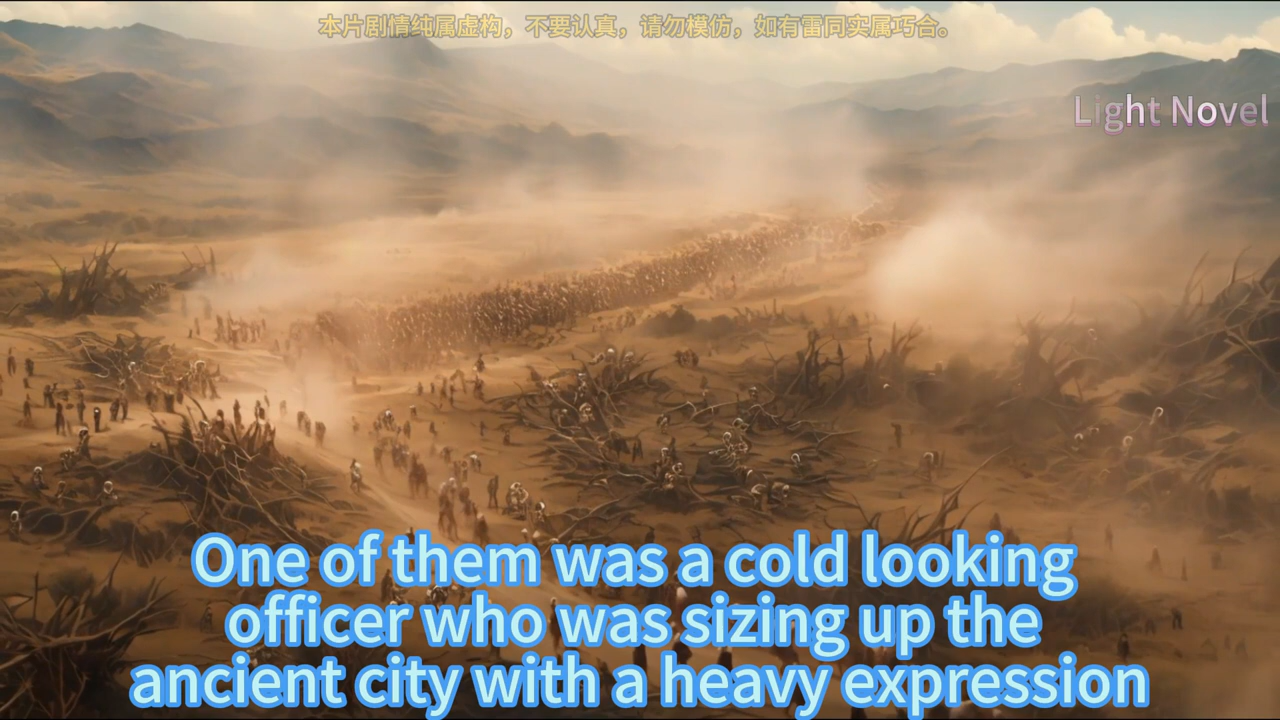 本片剧情纯属虚构，不要认真，请勿模仿，如有雷同实属巧合。
Light Novel
One of them was a cold looking
officer who was sizing up the
ancient city with a heavy expression